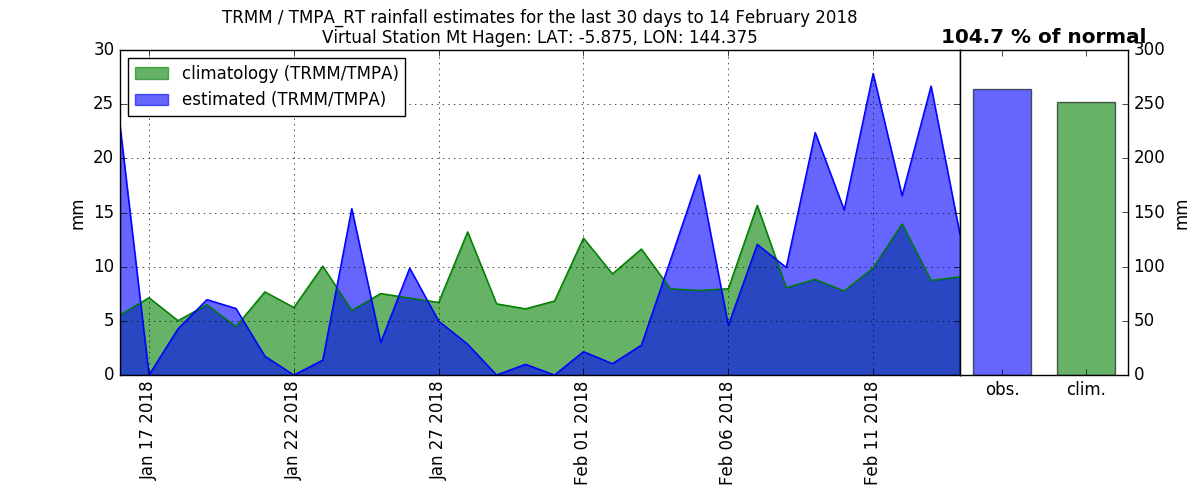 TRMM / TMPA_RT rainfall estimates for the last 30 days to 14 February 2018
Virtual Station Mt Hagen: LAT: -5.875, LON: 144.375
104.7 % of normal
climatology (TRMM/TMPA)
estimated (TRMM/TMPA)
30
25
20
15
10
5
0
mm
300
250
200
150
100
50
0
mm
Jan 17 2018
Jan 22 2018
Jan 27 2018
Feb 01 2018
Feb 06 2018
Feb 11 2018
obs.
clim.